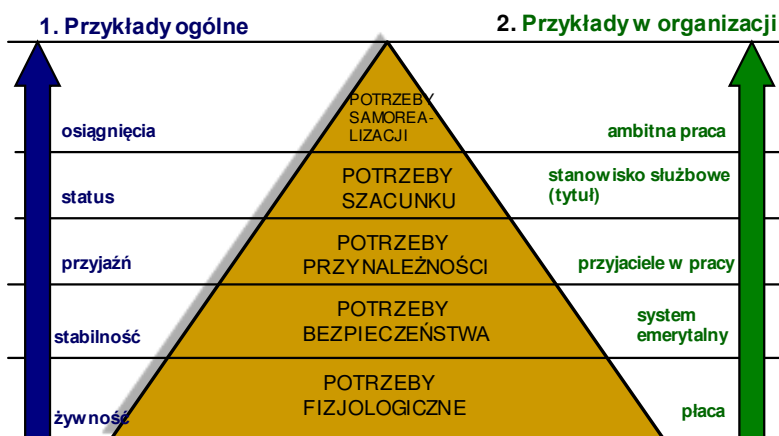 1. Przykłady ogólne
2. Przykłady w organizacji
POTRZEBY
SAMOREA-
LIZACJI
osiągnięcia
ambitna praca
POTRZEBY
SZACUNKU
status
stanowisko służbowe
(tytuł)
POTRZEBY
PRZYNALEŻNOŚCI
przyjaźń
przyjaciele w pracy
POTRZEBY
BEZPIECZEŃSTWA
stabilność
system
emerytalny
POTRZEBY
FIZJOLOGICZNE
żywność
płaca